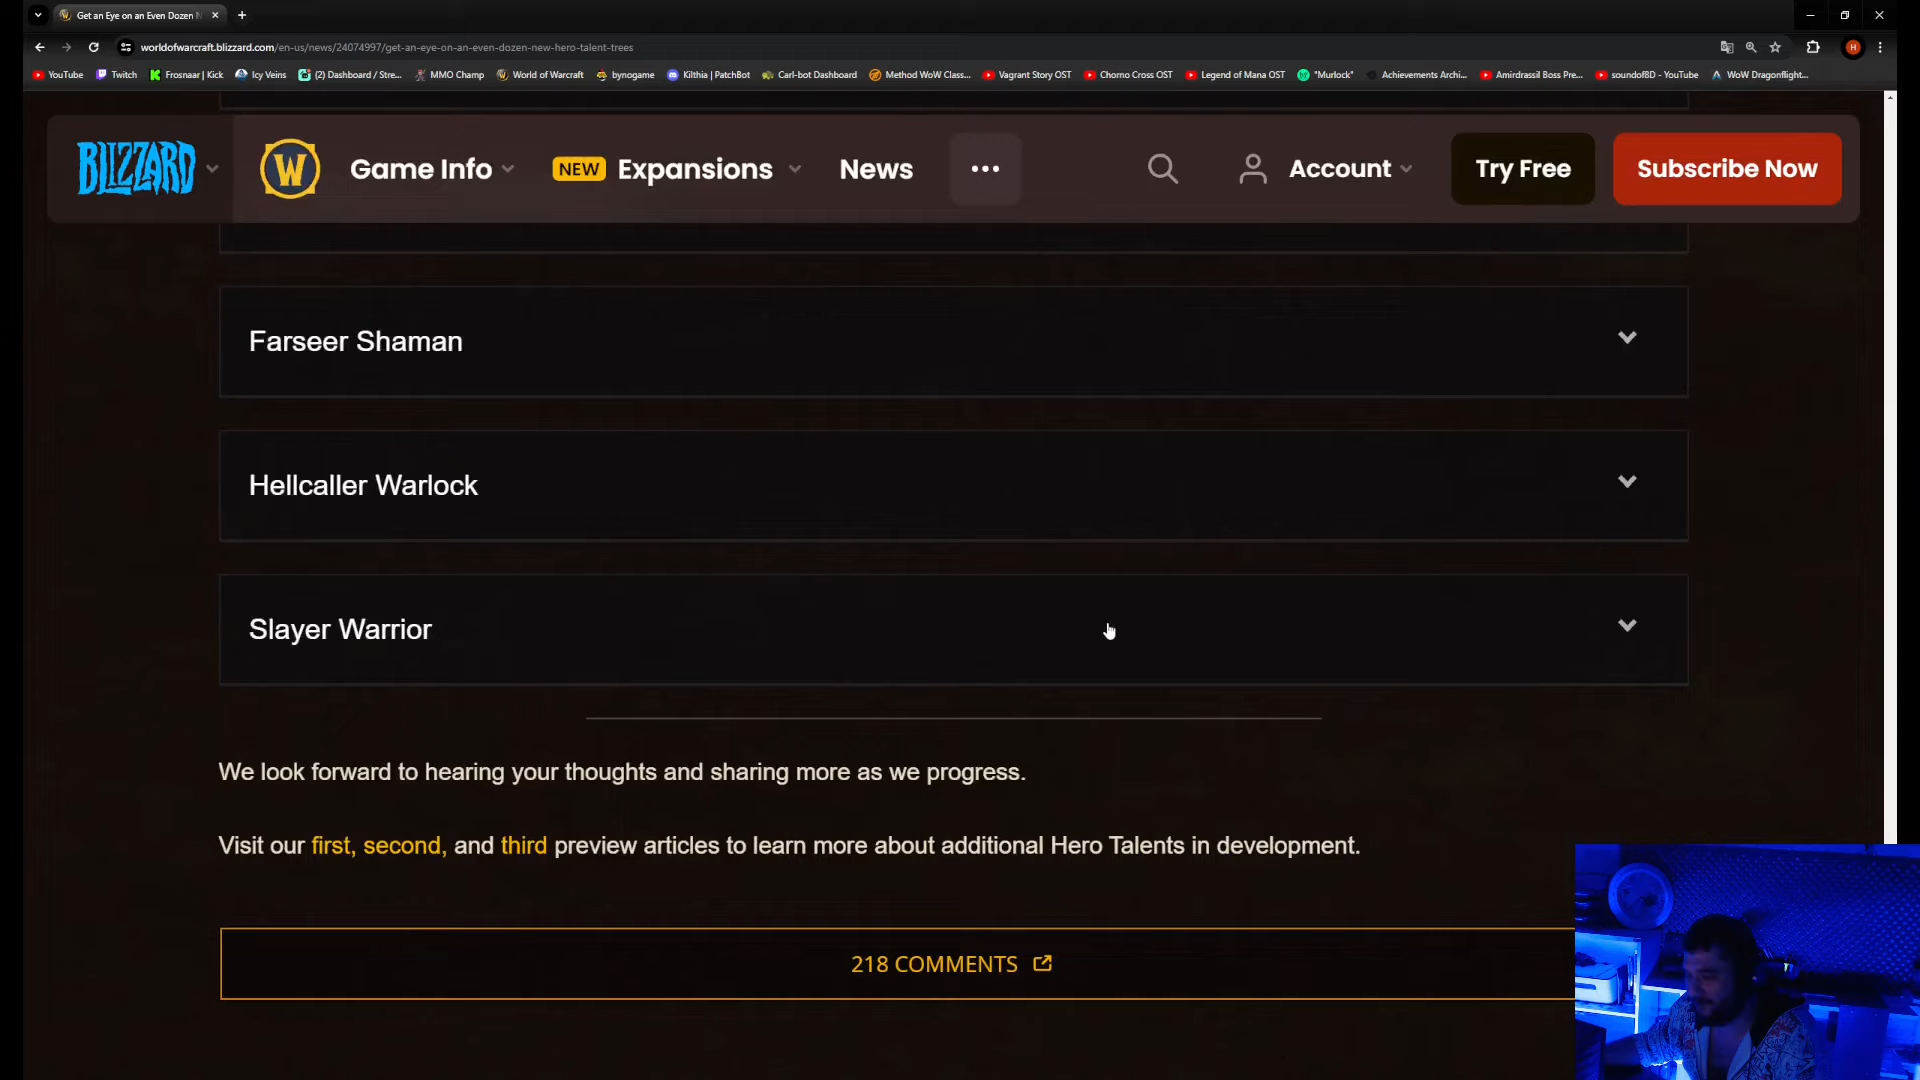 Get an Eye on an Even Dozen N
worldofwarcraft.blizzard.com/en-us/news/24074997/get-an-eye-on-an-even-dozen-new-hero-talent-trees
YouTube Twitch Frosnaar | Kick Icy Veins (2) Dashboard / Stre... MMO Champ World of Warcraft bynogame Kilthia | PatchBot Carl-bot Dashboard Method WoW Clas... Vagrant Story OST Chorno Cross OST Legend of Mana OST "Murlock" Achievements Archi... Amirdrassil Boss Pre... soundof8D - YouTube WoW Dragonflight...
BLIZZARD W Game Info NEW Expansions News ... Account Try Free Subscribe Now
Farseer Shaman
Hellcaller Warlock
Slayer Warrior
We look forward to hearing your thoughts and sharing more as we progress.
Visit our first, second, and third preview articles to learn more about additional Hero Talents in development.
218 COMMENTS